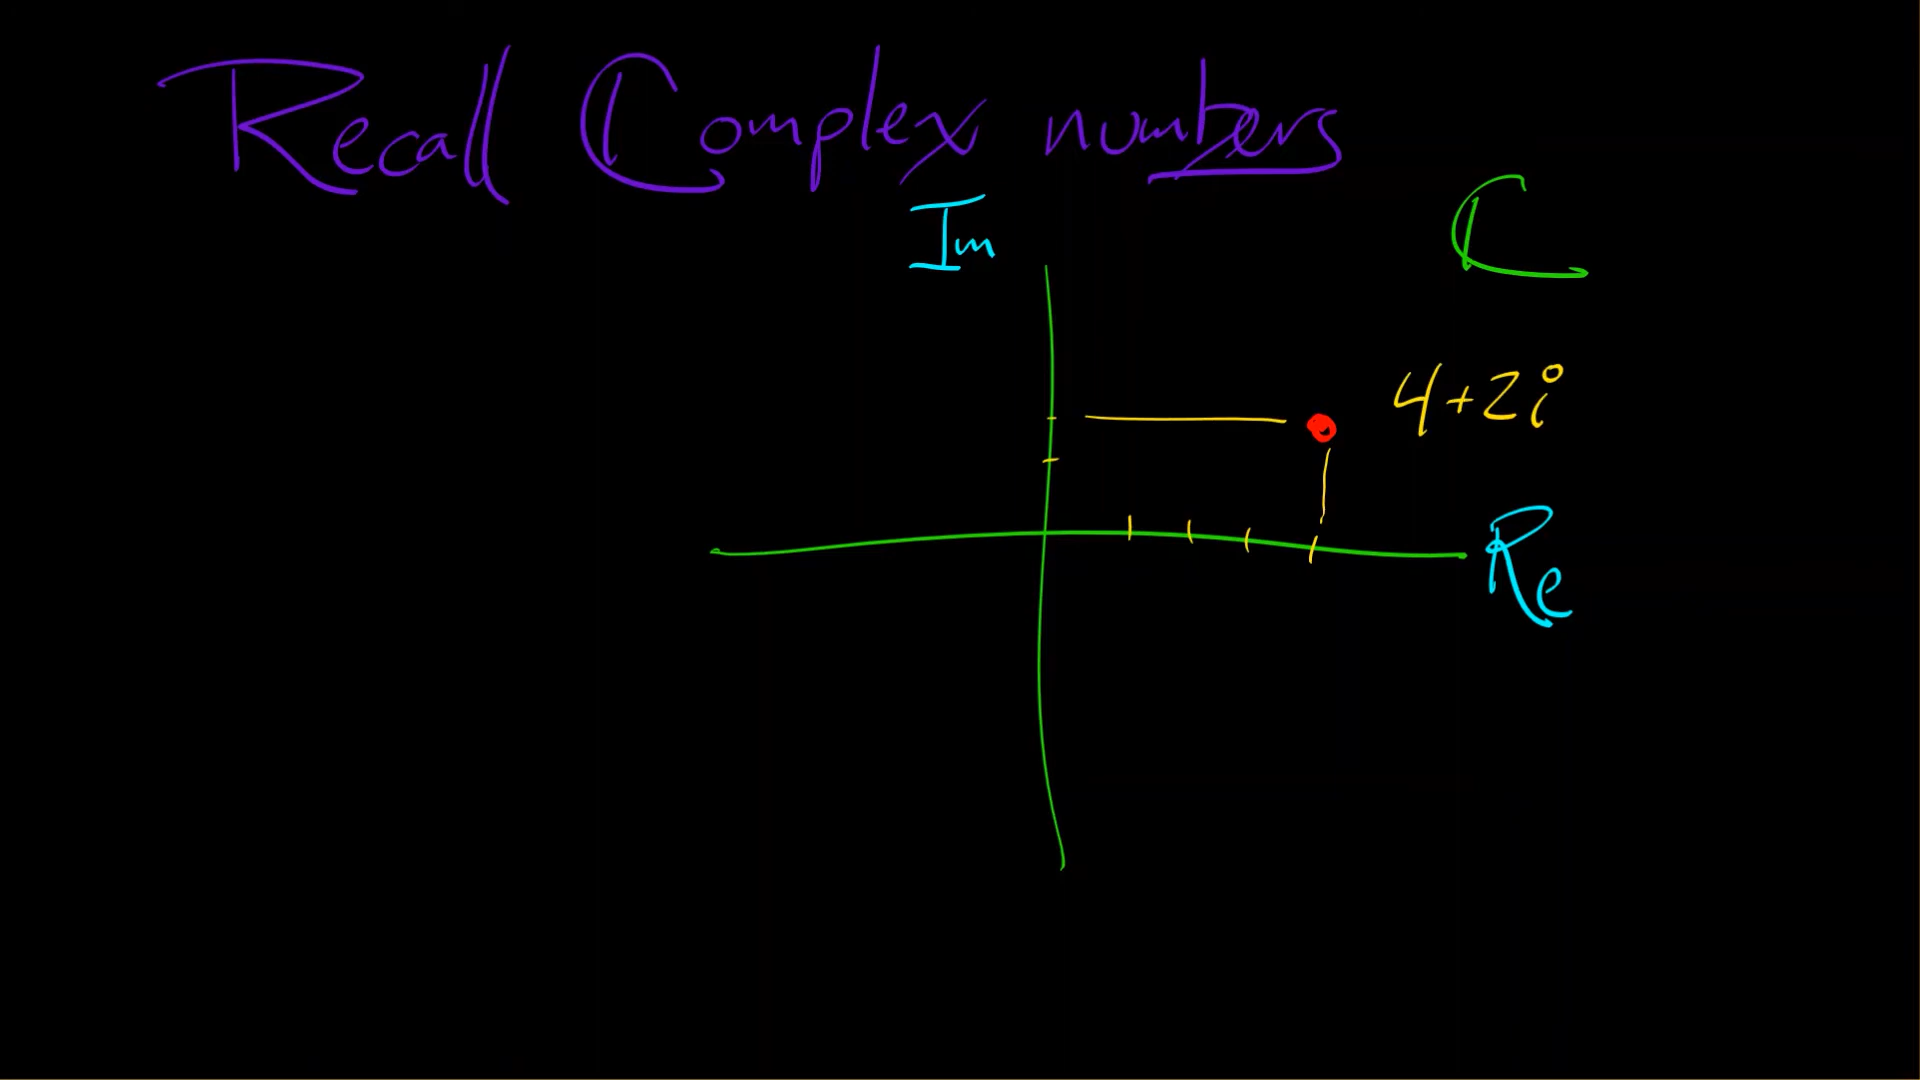 Recall Complex numbers
Im
ℂ
4+2i
Re